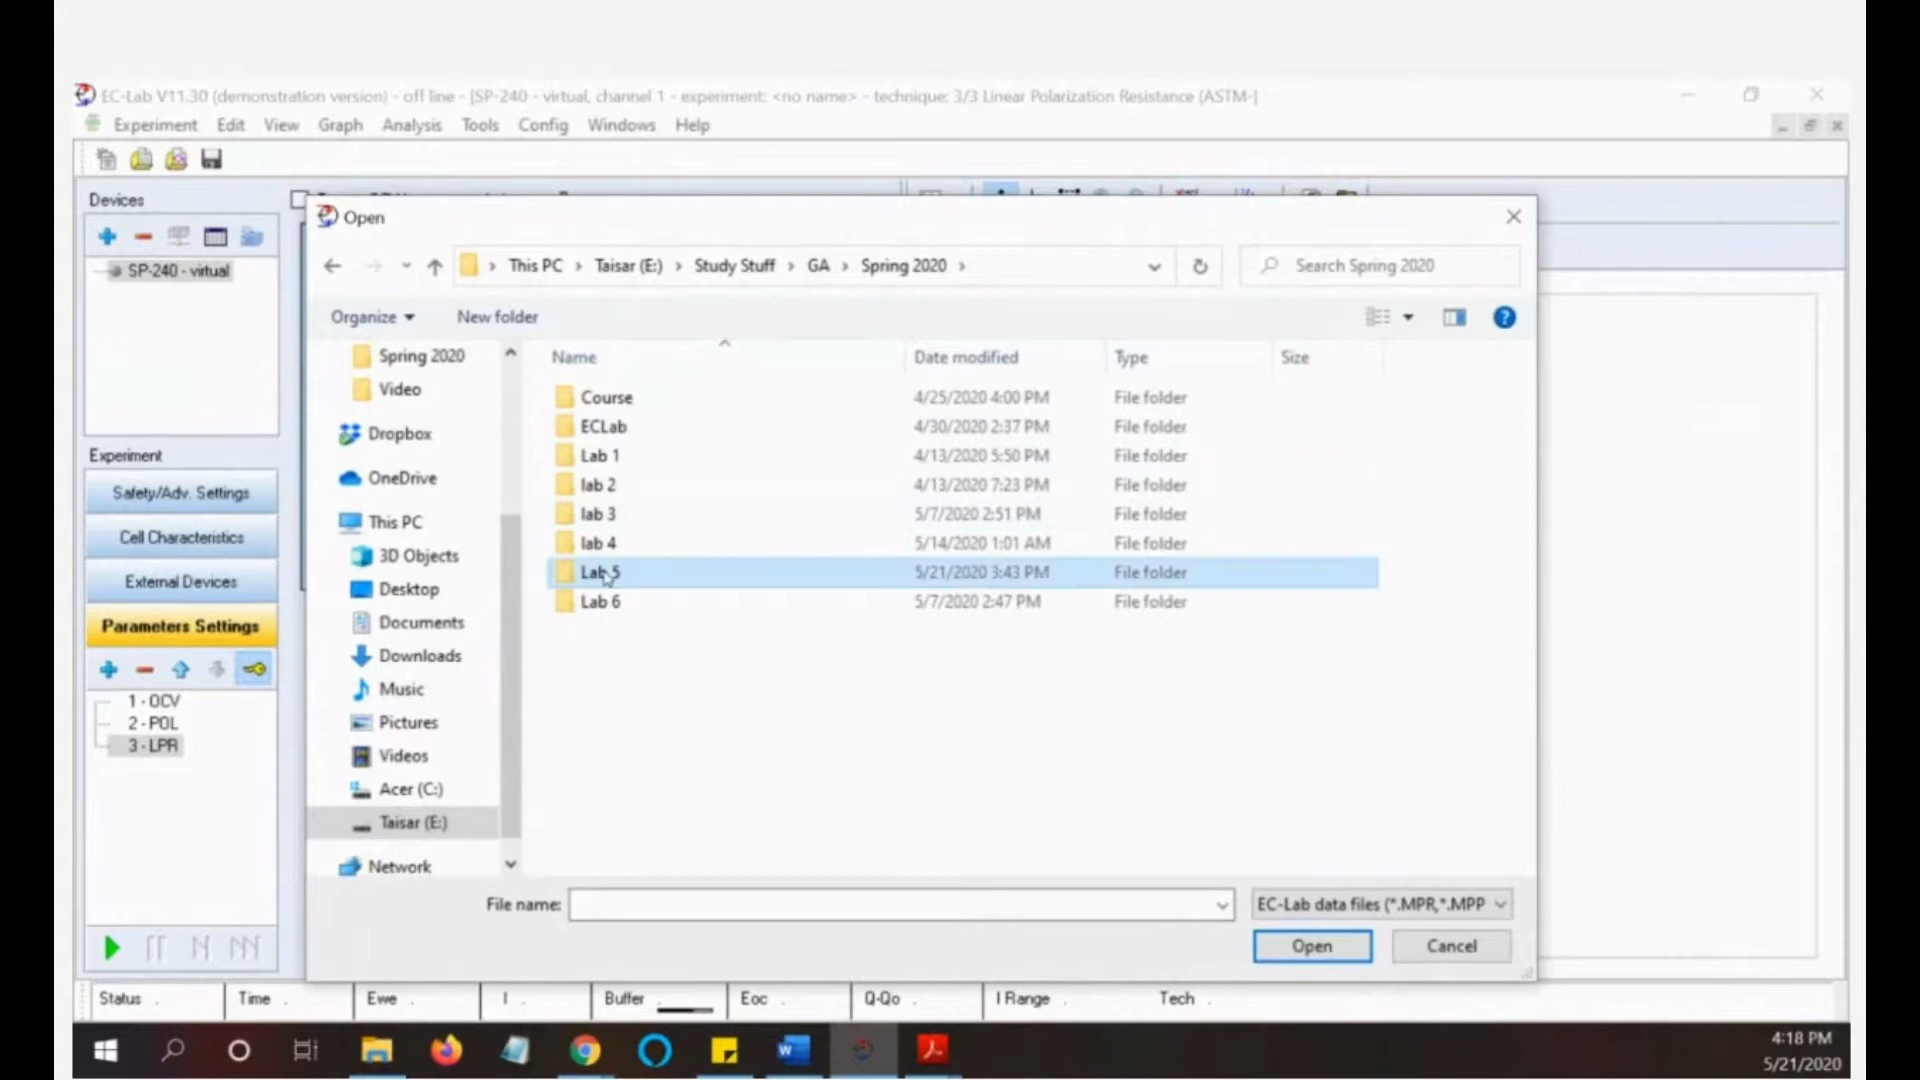 EC-Lab V11.30 (demonstration version) - off line - [SP-240 - virtual, channel 1 - experiment: <no name> - technique: 3/3 Linear Polarization Resistance (ASTM-]
Experiment Edit View Graph Analysis Tools Config Windows Help
Devices
SP-240 - virtual
Experiment
Safety/Adv. Settings
Cell Characteristics
External Devices
Parameters Settings
1 - OCV
2 - POL
3 - LPR
Open
This PC > Taisar (E:) > Study Stuff > GA > Spring 2020 >
Search Spring 2020
Organize
New folder
Spring 2020
Video
Dropbox
OneDrive
This PC
3D Objects
Desktop
Documents
Downloads
Music
Pictures
Videos
Acer (C:)
Taisar (E:)
Network
Name Date modified Type Size
Course 4/25/2020 4:00 PM File folder
ECLab 4/30/2020 2:37 PM File folder
Lab 1 4/13/2020 5:50 PM File folder
lab 2 4/13/2020 7:23 PM File folder
lab 3 5/7/2020 2:51 PM File folder
lab 4 5/14/2020 1:01 AM File folder
Lab 5 5/21/2020 3:43 PM File folder
Lab 6 5/7/2020 2:47 PM File folder
File name:
EC-Lab data files (*.MPR,*.MPP
Open
Cancel
Status Time Ewe I Buffer Eoc Q-Qo I Range Tech
4:18 PM
5/21/2020